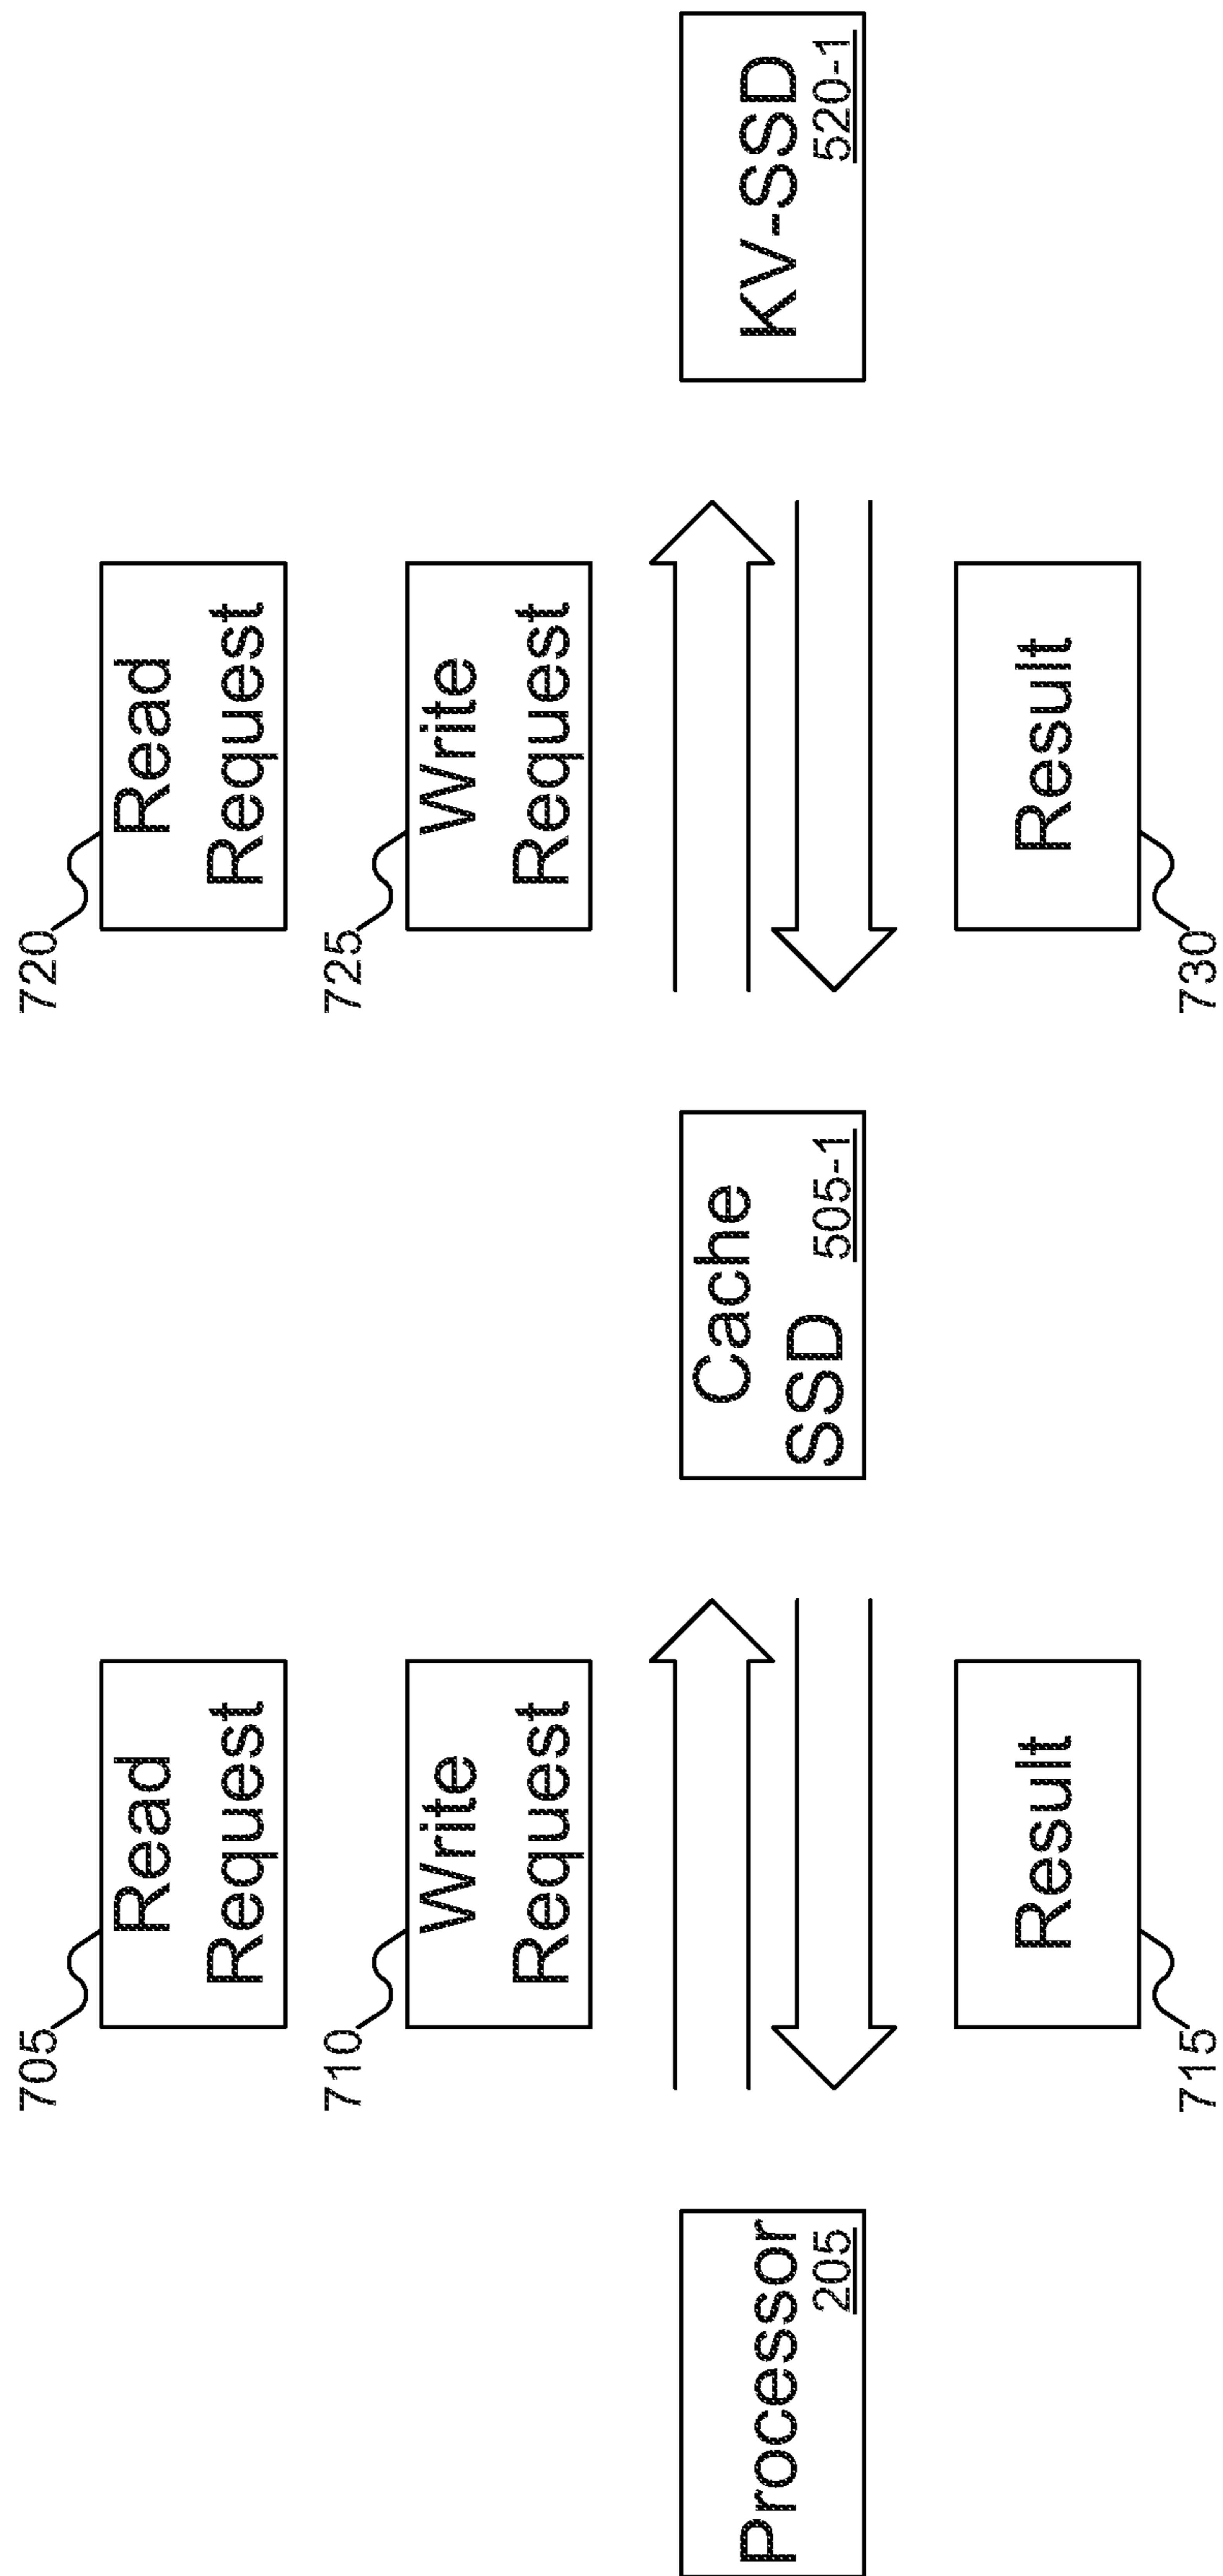 705
Read
Request
720
Read
Request
710
Write
Request
725
Write
Request
Processor
205
Cache
SSD
505-1
KV-SSD
520-1
Result
715
Result
730